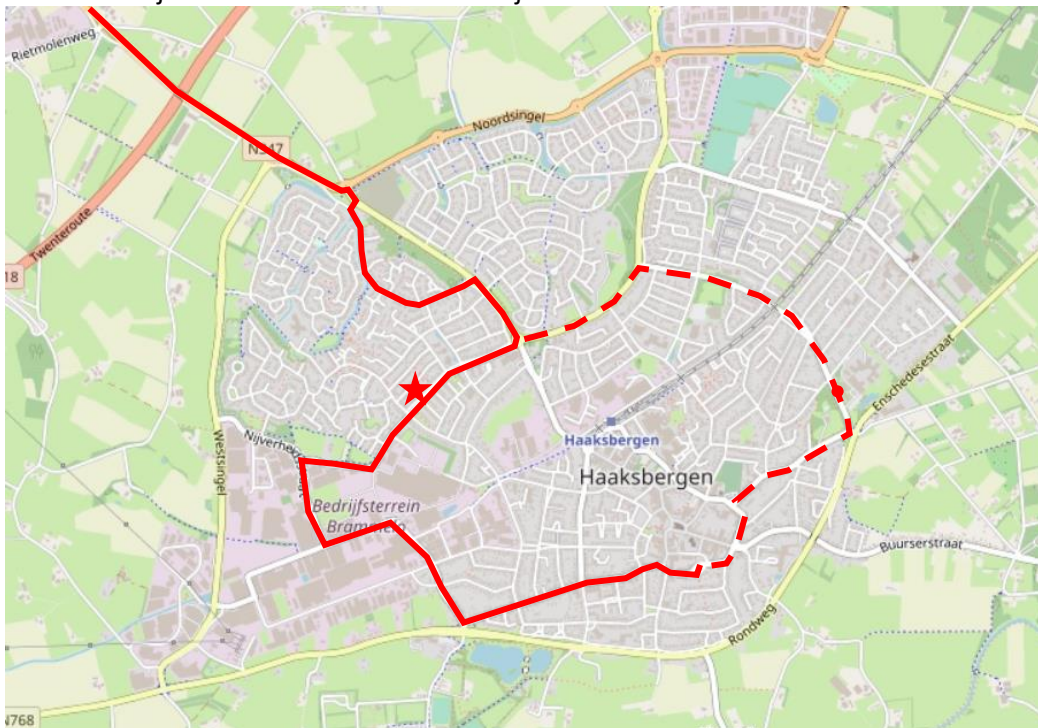 Rietmolenweg
Noordsingel
N347
Twenteroute
18
Enschedesestraat
Haaksbergen
Westsingel
Haaksbergen
Bedrijfsterrein
Buurserstraat
Rondweg
N768